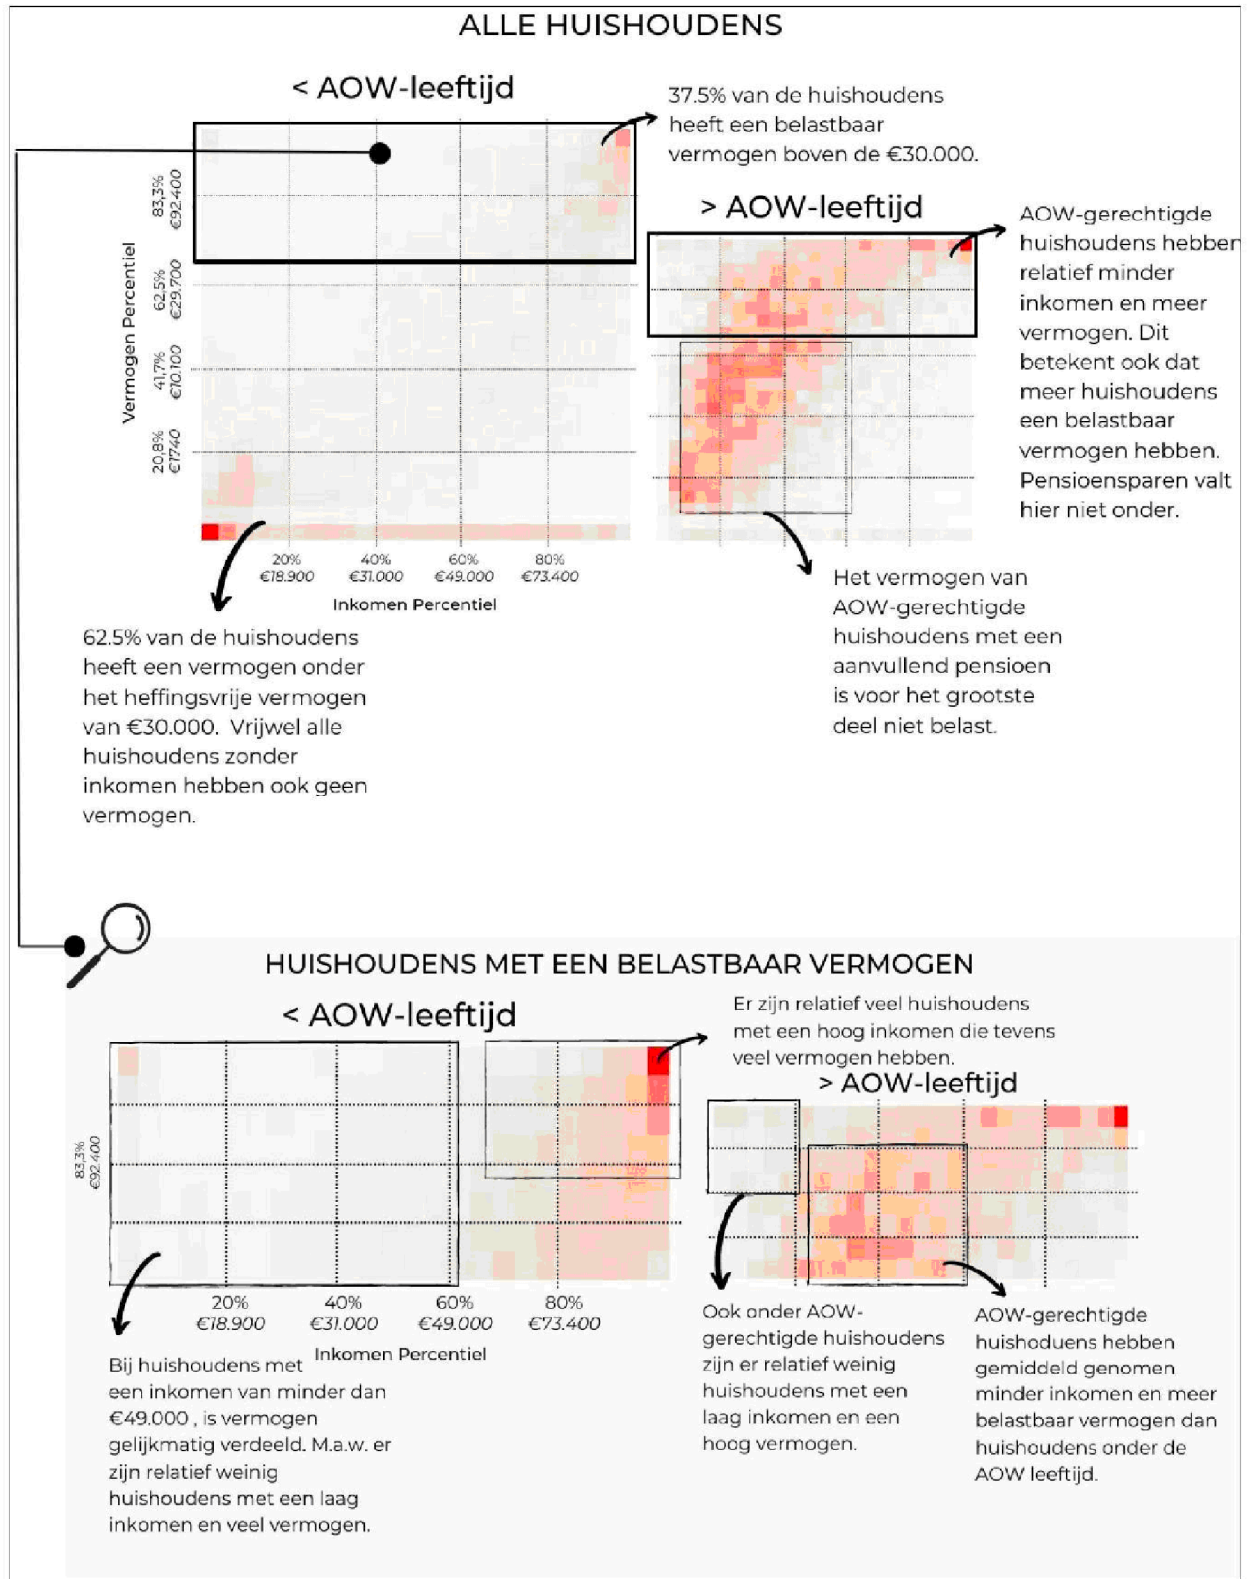 ALLE HUISHOUDENS
< AOW-leeftijd
37.5% van de huishoudens
heeft een belastbaar
vermogen boven de €30.000.
> AOW-leeftijd
AOW-gerechtigde
huishoudens hebben
relatief minder
inkomen en meer
vermogen. Dit
betekent ook dat
meer huishoudens
een belastbaar
vermogen hebben.
Pensioensparen valt
hier niet onder.
Vermogen Percentiel
83,3%
€92.400
62,5%
€29.700
41,7%
€10.100
20,8%
€1740
20%
€18.900
40%
€31.000
60%
€49.000
80%
€73.400
Inkomen Percentiel
62.5% van de huishoudens
heeft een vermogen onder
het heffingsvrije vermogen
van €30.000. Vrijwel alle
huishoudens zonder
inkomen hebben ook geen
vermogen.
Het vermogen van
AOW-gerechtigde
huishoudens met een
aanvullend pensioen
is voor het grootste
deel niet belast.
HUISHOUDENS MET EEN BELASTBAAR VERMOGEN
< AOW-leeftijd
Er zijn relatief veel huishoudens
met een hoog inkomen die tevens
veel vermogen hebben.
> AOW-leeftijd
83,3%
€92.400
20%
€18.900
40%
€31.000
60%
€49.000
80%
€73.400
Inkomen Percentiel
Bij huishoudens met
een inkomen van minder dan
€49.000 , is vermogen
gelijkmatig verdeeld. M.a.w. er
zijn relatief weinig
huishoudens met een laag
inkomen en veel vermogen.
Ook onder AOW-
gerechtigde huishoudens
zijn er relatief weinig
huishoudens met een
laag inkomen en een
hoog vermogen.
AOW-gerechtigde
huishoduens hebben
gemiddeld genomen
minder inkomen en meer
belastbaar vermogen dan
huishoudens onder de
AOW leeftijd.